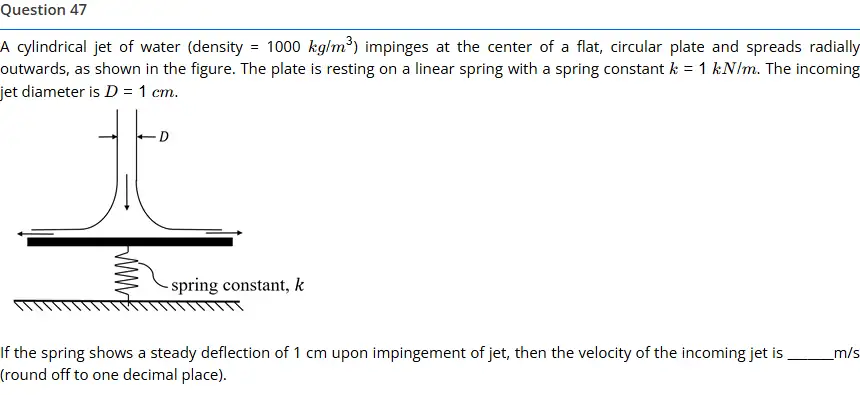 Question 47
A cylindrical jet of water (density = 1000 kg/m³) impinges at the center of a flat, circular plate and spreads radially
outwards, as shown in the figure. The plate is resting on a linear spring with a spring constant k = 1 kN/m. The incoming
jet diameter is D = 1 cm.
D
spring constant, k
If the spring shows a steady deflection of 1 cm upon impingement of jet, then the velocity of the incoming jet is ______m/s
(round off to one decimal place).